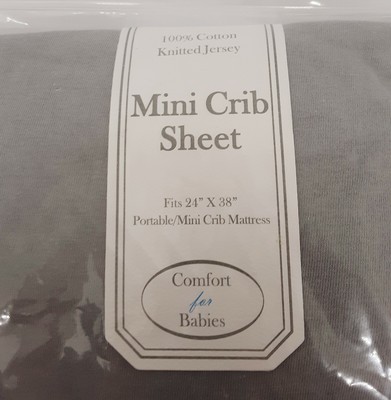 100% Cotton
Knitted Jersey
Mini Crib
Sheet
Fits 24" X 38"
Portable/Mini Crib Mattress
Comfort
for
Babies